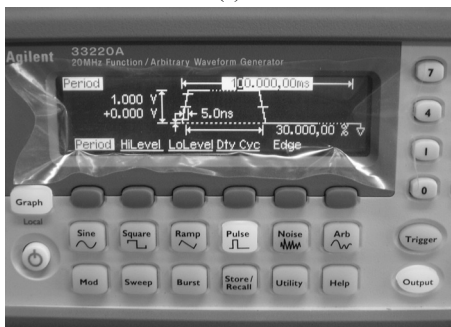 Agilent
33220A
20MHz Function / Arbitrary Waveform Generator
Period
100.000,00ms
1.000 V
+0.000 V
5.0ns
30.000,00 %
Period HiLevel LoLevel Dty Cyc Edge
7
4
1
0
Graph
Local
Sine Square Ramp Pulse Noise Arb
Trigger
Mod Sweep Burst Store / Recall Utility Help
Output